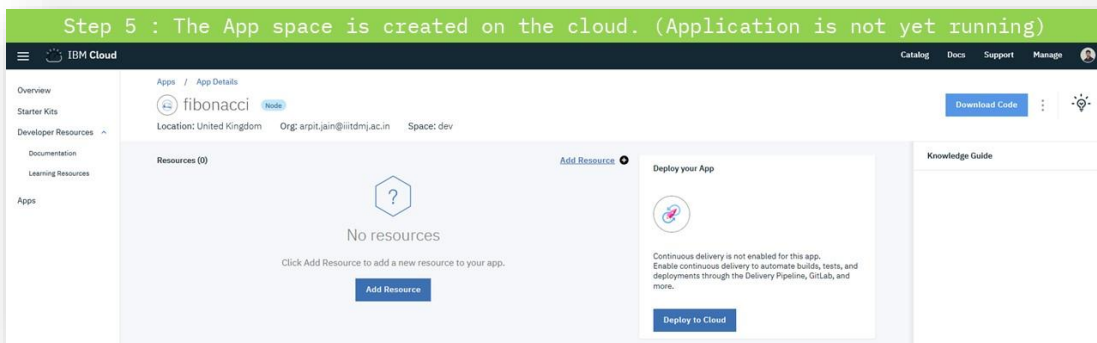 Step 5 : The App space is created on the cloud. (Application is not yet running)
IBM Cloud
Catalog Docs Support Manage
Overview
Starter Kits
Developer Resources
Documentation
Learning Resources
Apps
Apps / App Details
fibonacci Node
Location: United Kingdom Org: arpit.jain@iiitdmj.ac.in Space: dev
Download Code
Resources (0)
Add Resource
?
No resources
Click Add Resource to add a new resource to your app.
Add Resource
Deploy your App
Continuous delivery is not enabled for this app.
Enable continuous delivery to automate builds, tests, and
deployments through the Delivery Pipeline, GitLab, and
more.
Deploy to Cloud
Knowledge Guide